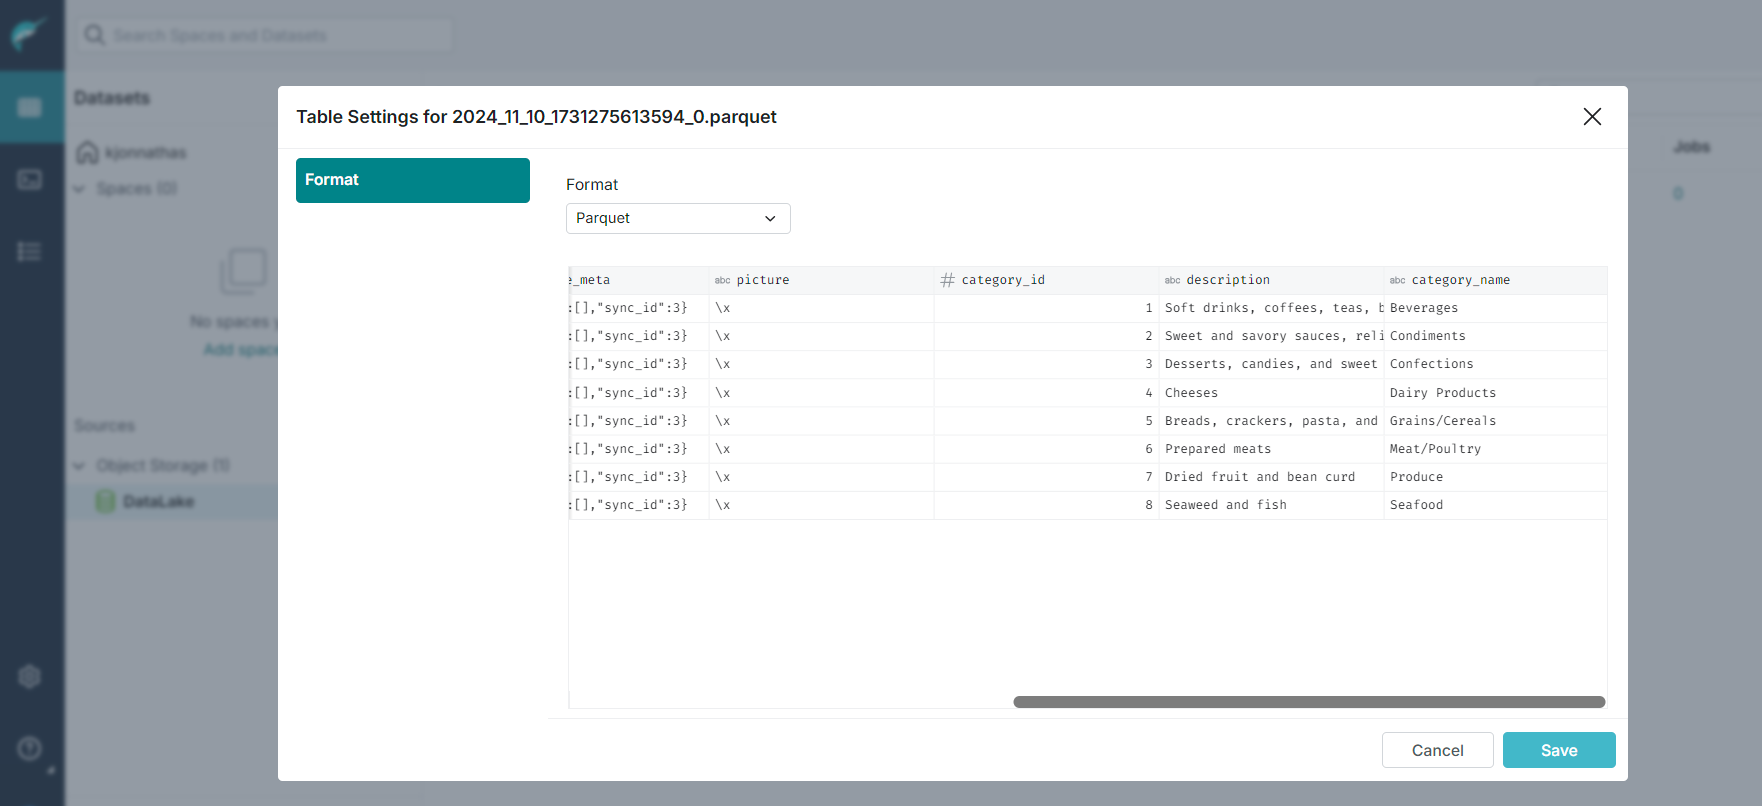 Search Spaces and Datasets
Datasets
kjonnathas
Spaces (0)
No spaces
Add space
Sources
Object Storage (1)
DataLake
Jobs
0
Table Settings for 2024_11_10_1731275613594_0.parquet
Format
Format
Parquet
e_meta abc picture # category_id abc description abc category_name
:[],"sync_id":3} \x 1 Soft drinks, coffees, teas, b Beverages
:[],"sync_id":3} \x 2 Sweet and savory sauces, reli Condiments
:[],"sync_id":3} \x 3 Desserts, candies, and sweet Confections
:[],"sync_id":3} \x 4 Cheeses Dairy Products
:[],"sync_id":3} \x 5 Breads, crackers, pasta, and Grains/Cereals
:[],"sync_id":3} \x 6 Prepared meats Meat/Poultry
:[],"sync_id":3} \x 7 Dried fruit and bean curd Produce
:[],"sync_id":3} \x 8 Seaweed and fish Seafood
Cancel Save